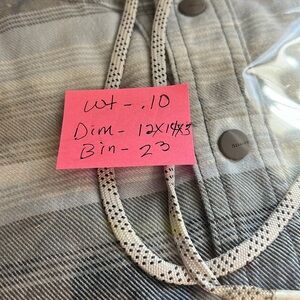 wt - .10
Dim - 12x14x3
Bin - 23